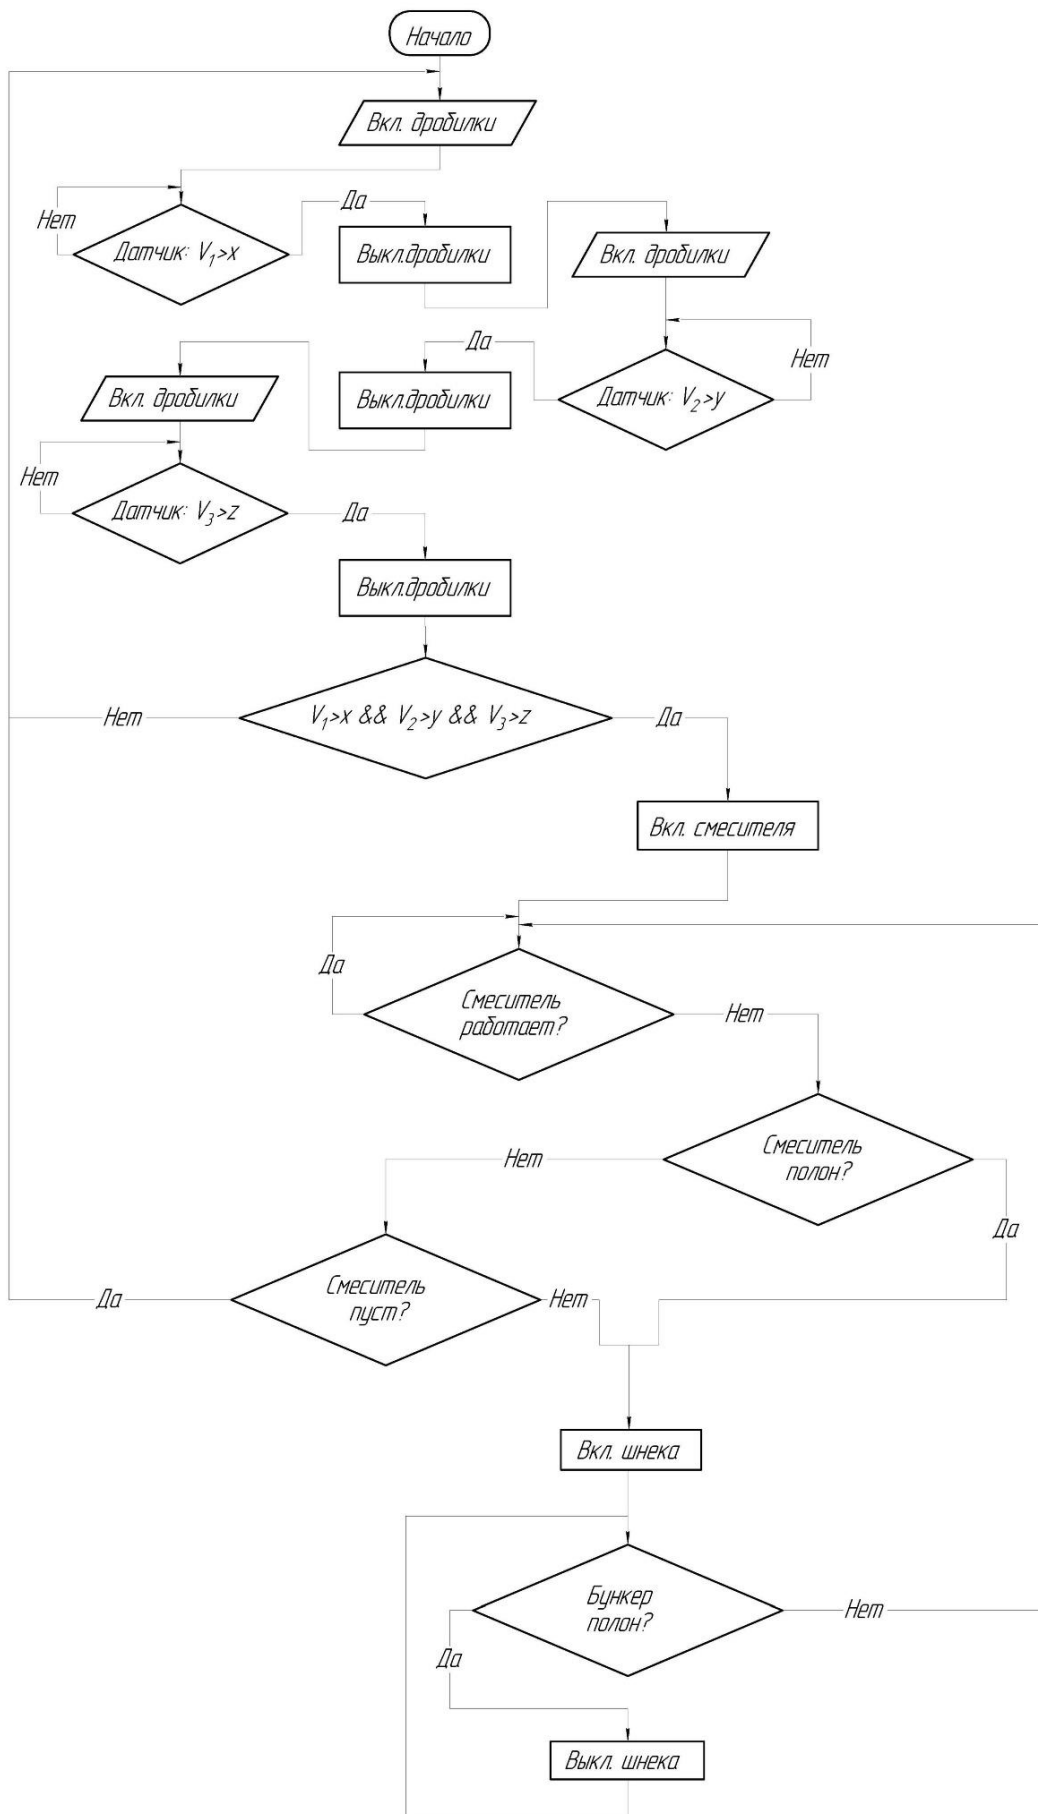 Начало
Вкл. дробилки
Нет
Датчик: V₁>x
Да
Выкл.дробилки
Вкл. дробилки
Да
Нет
Вкл. дробилки
Выкл.дробилки
Датчик: V₂>y
Нет
Датчик: V₃>z
Да
Выкл.дробилки
Нет
V₁>x && V₂>y && V₃>z
Да
Вкл. смесителя
Да
Смеситель
работает?
Нет
Нет
Смеситель
полон?
Да
Да
Смеситель
пуст?
Нет
Вкл. шнека
Бункер
полон?
Нет
Да
Выкл. шнека